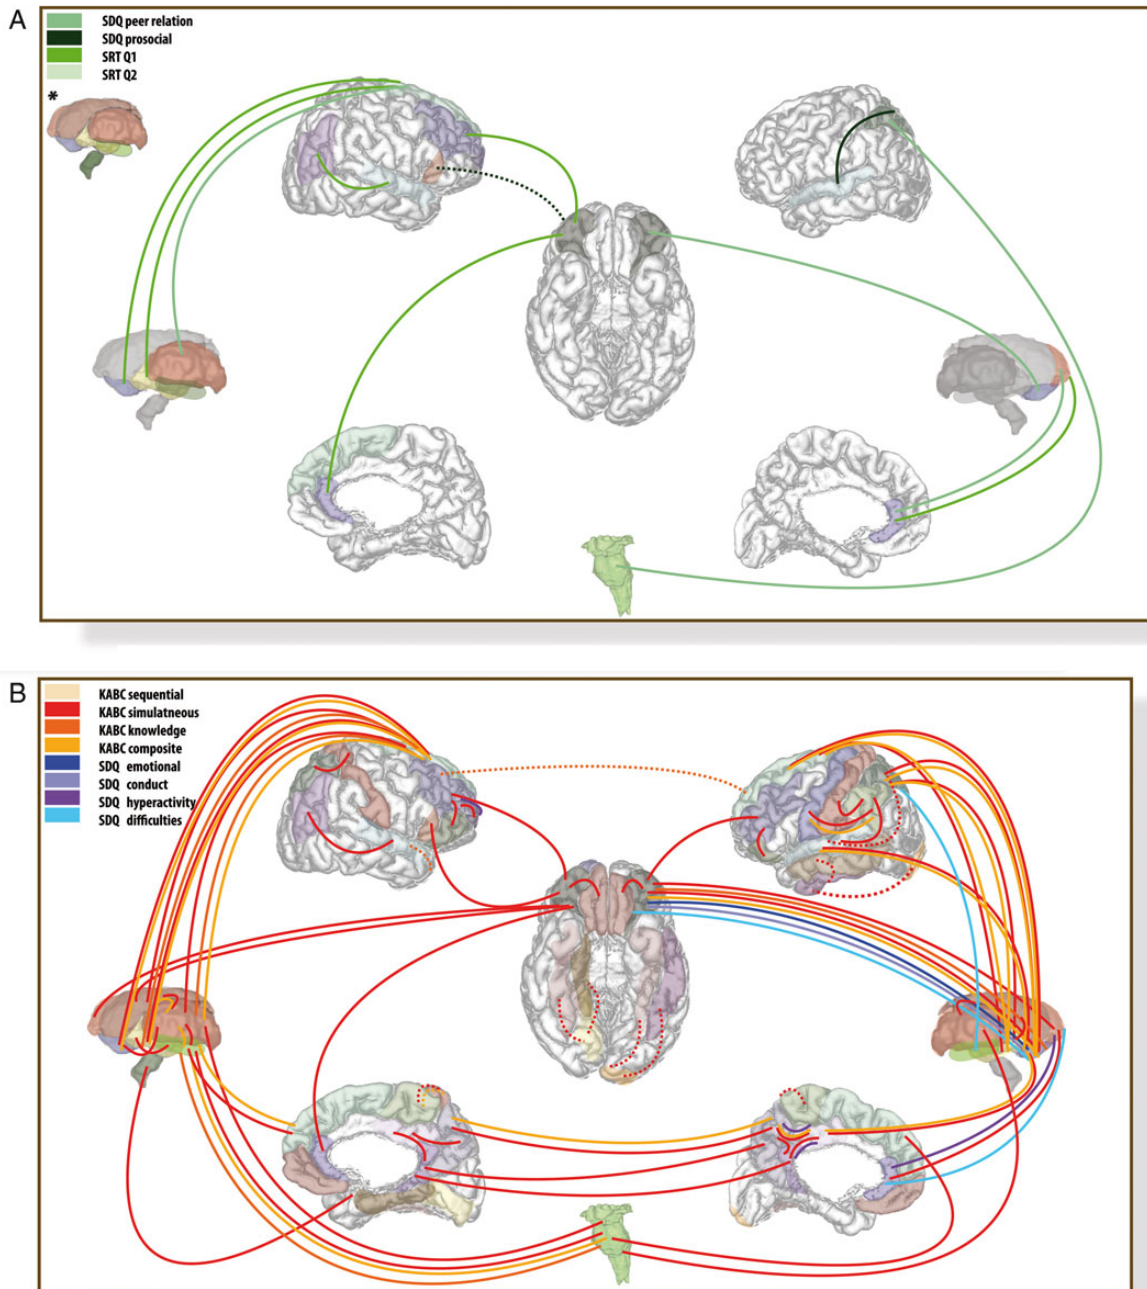 A
SDQ peer relation
SDQ prosocial
SRT Q1
SRT Q2
*
B
KABC sequential
KABC simulatneous
KABC knowledge
KABC composite
SDQ emotional
SDQ conduct
SDQ hyperactivity
SDQ difficulties